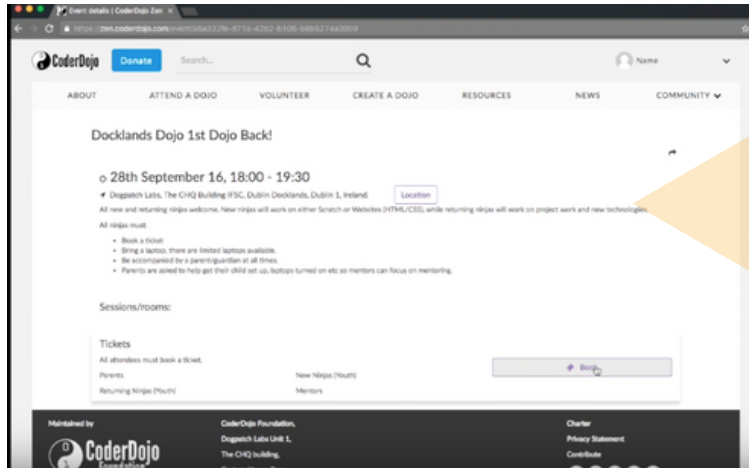 Event details | CoderDojo Zen
CoderDojo Donate Search... Name
ABOUT ATTEND A DOJO VOLUNTEER CREATE A DOJO RESOURCES NEWS COMMUNITY
Docklands Dojo 1st Dojo Back!
28th September 16, 18:00 - 19:30
Dogpatch Labs, The CHQ Building IFSC, Dublin Docklands, Dublin 1, Ireland. Location
All new and returning ninjas welcome. New ninjas will work on either Scratch or Websites (HTML/CSS), while returning ninjas will work on project work and new technologies.
All ninjas must:
Book a ticket
Bring a laptop, there are limited laptops available.
Be accompanied by a parent/guardian at all times.
Parents are asked to help get their child set up, laptops turned on etc so mentors can focus on mentoring.
Sessions/rooms:
Tickets
All attendees must book a ticket.
Parents New Ninjas (Youth) Book
Returning Ninjas (Youth) Mentors
Maintained by CoderDojo Foundation, Charter
Dogpatch Labs Unit 1, Privacy Statement
CoderDojo The CHQ building, Contribute
Foundation